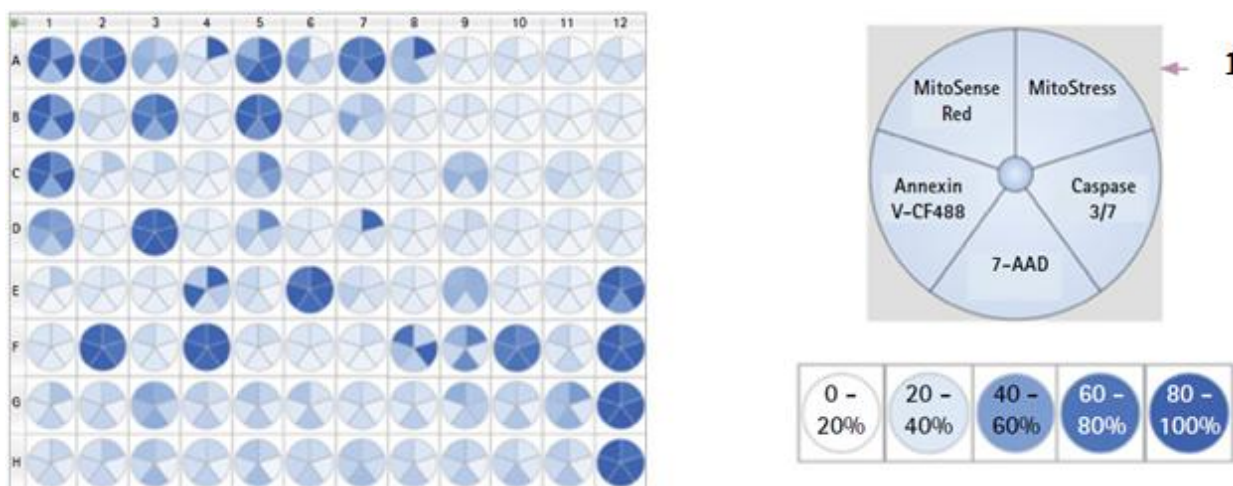 1 2 3 4 5 6 7 8 9 10 11 12
A
B
C
D
E
F
G
H
MitoSense
Red
MitoStress
Annexin
V-CF488
Caspase
3/7
7-AAD
1
0 -
20%
20 -
40%
40 -
60%
60 -
80%
80 -
100%